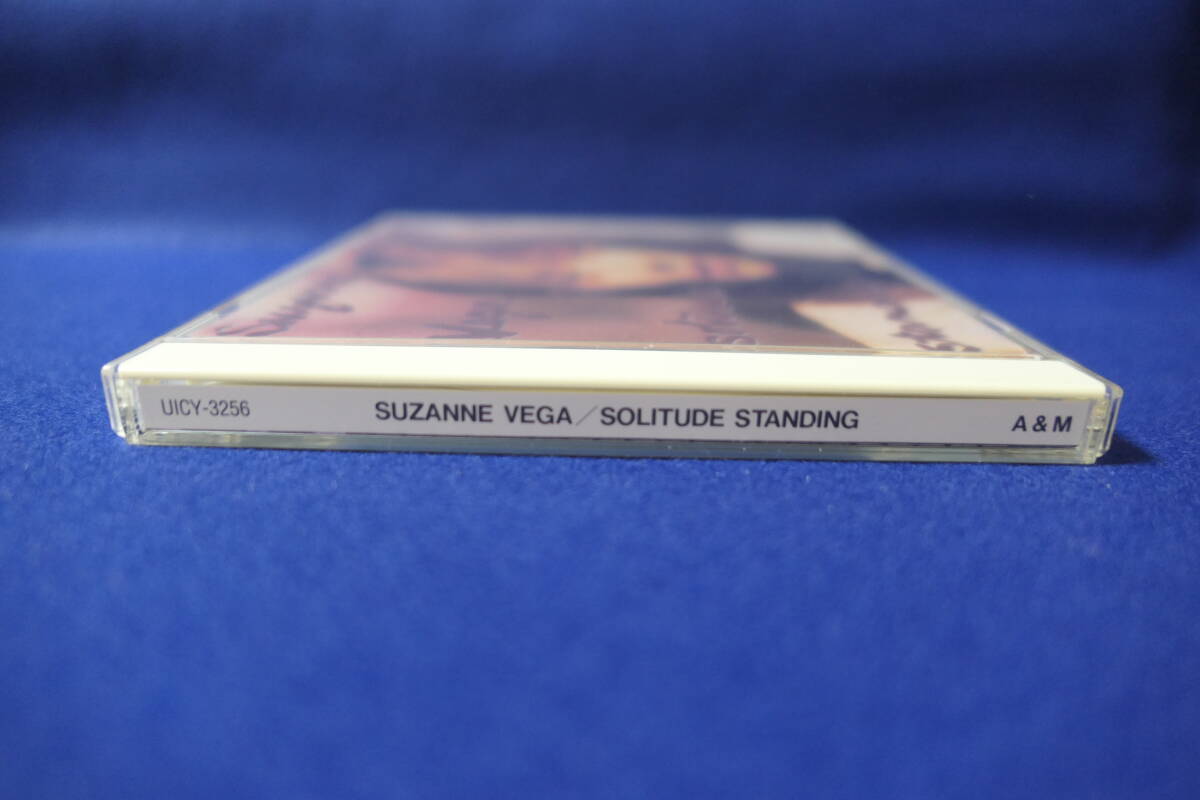 UICY-3256 SUZANNE VEGA/SOLITUDE STANDING A&M